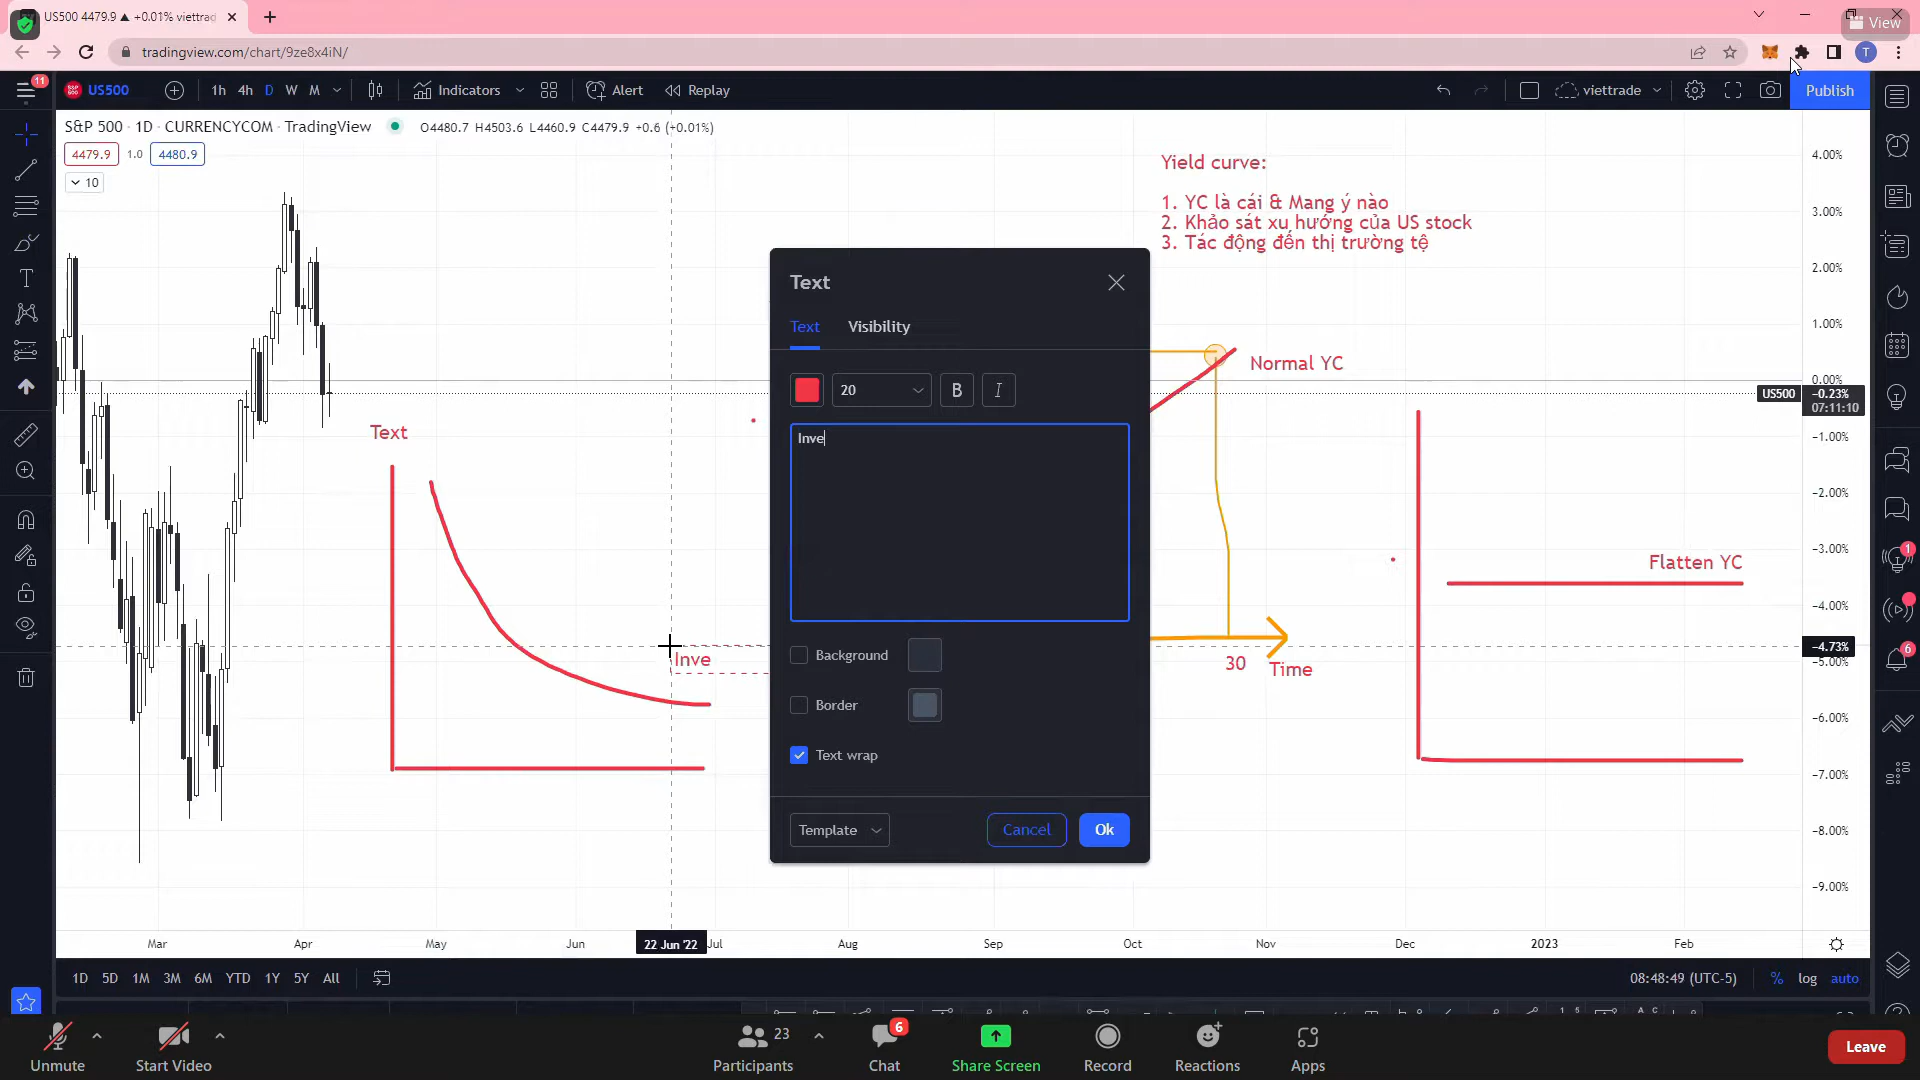 US500 4479.9 ▲ +0.01% viettrad
View
tradingview.com/chart/9ze8x4iN/
T
11
US500
1h 4h D W M
Indicators
Alert
Replay
viettrade
Publish
S&P 500 · 1D · CURRENCYCOM · TradingView
O4480.7 H4503.6 L4460.9 C4479.9 +0.6 (+0.01%)
4479.9 1.0 4480.9
10
Yield curve:
1. YC là cái & Mang ý nào
2. Khảo sát xu hướng của US stock
3. Tác động đến thị trường tệ
4.00%
3.00%
2.00%
1.00%
0.00%
US500 −0.23%
07:11:10
−1.00%
−2.00%
−3.00%
−4.00%
−4.73%
−5.00%
−6.00%
−7.00%
−8.00%
−9.00%
Text
Text Visibility
20 B I
Inve
Background
Border
Text wrap
Template
Cancel
Ok
Text
Inve
Normal YC
30
Time
Flatten YC
1
6
Mar Apr May Jun 22 Jun '22 Jul Aug Sep Oct Nov Dec 2023 Feb
1D 5D 1M 3M 6M YTD 1Y 5Y All
08:48:49 (UTC-5) % log auto
Unmute
Start Video
23
Participants
6
Chat
Share Screen
Record
Reactions
Apps
Leave